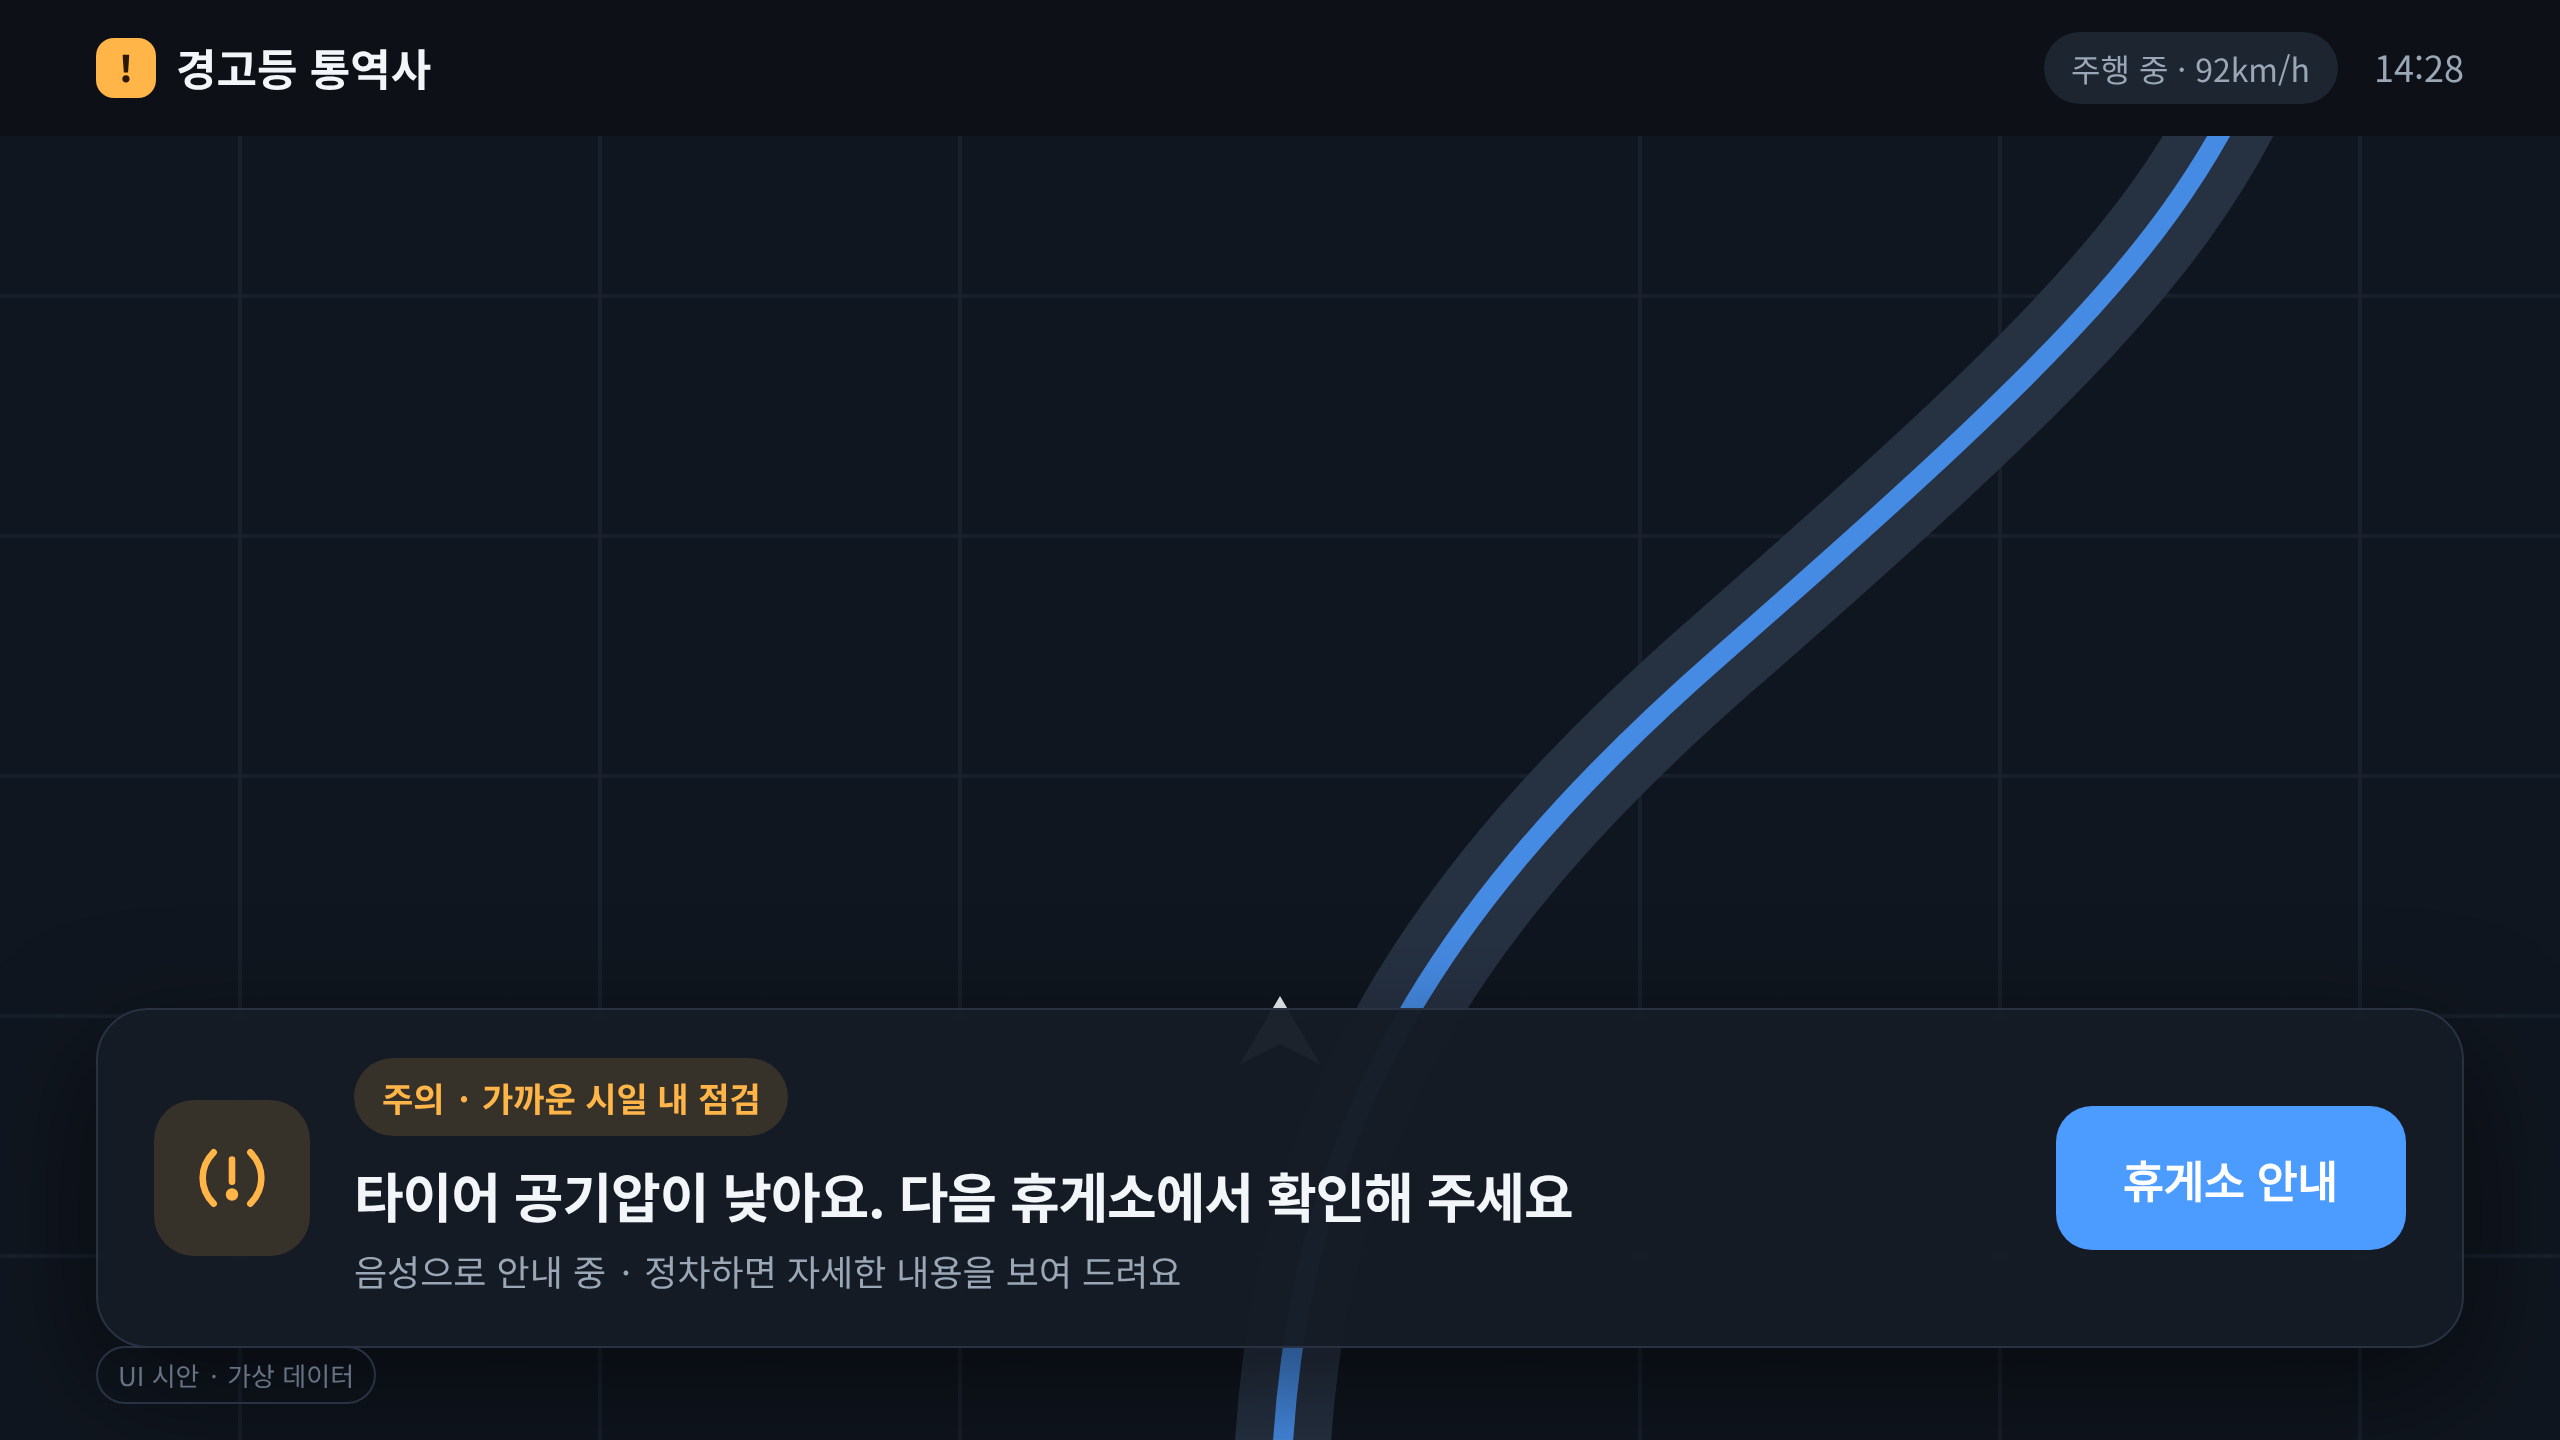 ! 경고등 통역사
주행 중 · 92km/h
14:28
주의 · 가까운 시일 내 점검
타이어 공기압이 낮아요. 다음 휴게소에서 확인해 주세요
음성으로 안내 중 · 정차하면 자세한 내용을 보여 드려요
휴게소 안내
UI 시안 · 가상 데이터